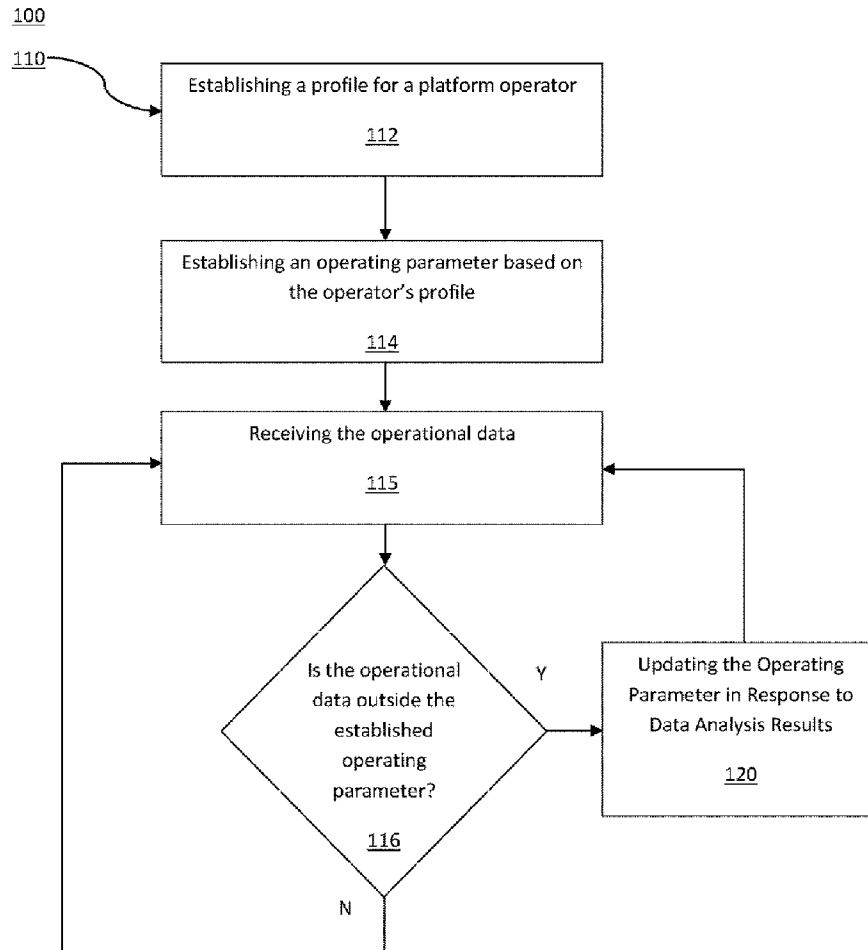 100
110
Establishing a profile for a platform operator
112
Establishing an operating parameter based on
the operator's profile
114
Receiving the operational data
115
Is the operational
data outside the
established
operating
parameter?
116
Y
Updating the Operating
Parameter in Response to
Data Analysis Results
120
N